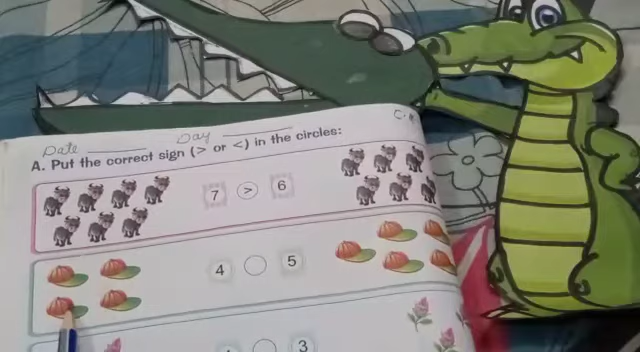 Date Day
A. Put the correct sign (> or <) in the circles:
7 > 6
4 5
3